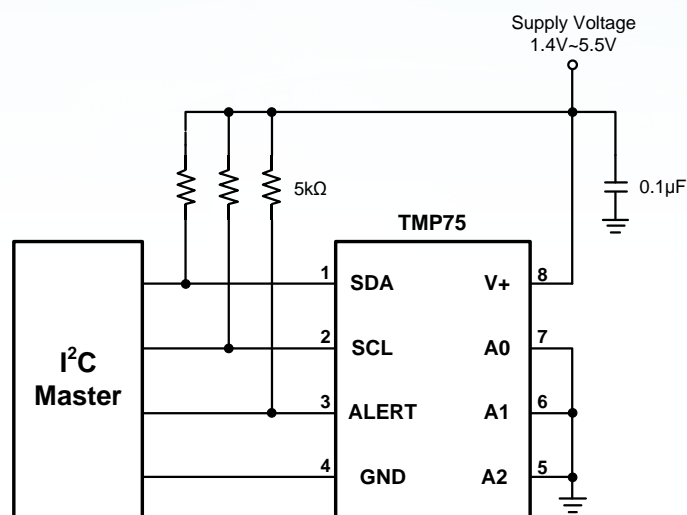 Supply Voltage
1.4V~5.5V
5kΩ
0.1µF
TMP75
I²C
Master
1 SDA V+ 8
2 SCL A0 7
3 ALERT A1 6
4 GND A2 5